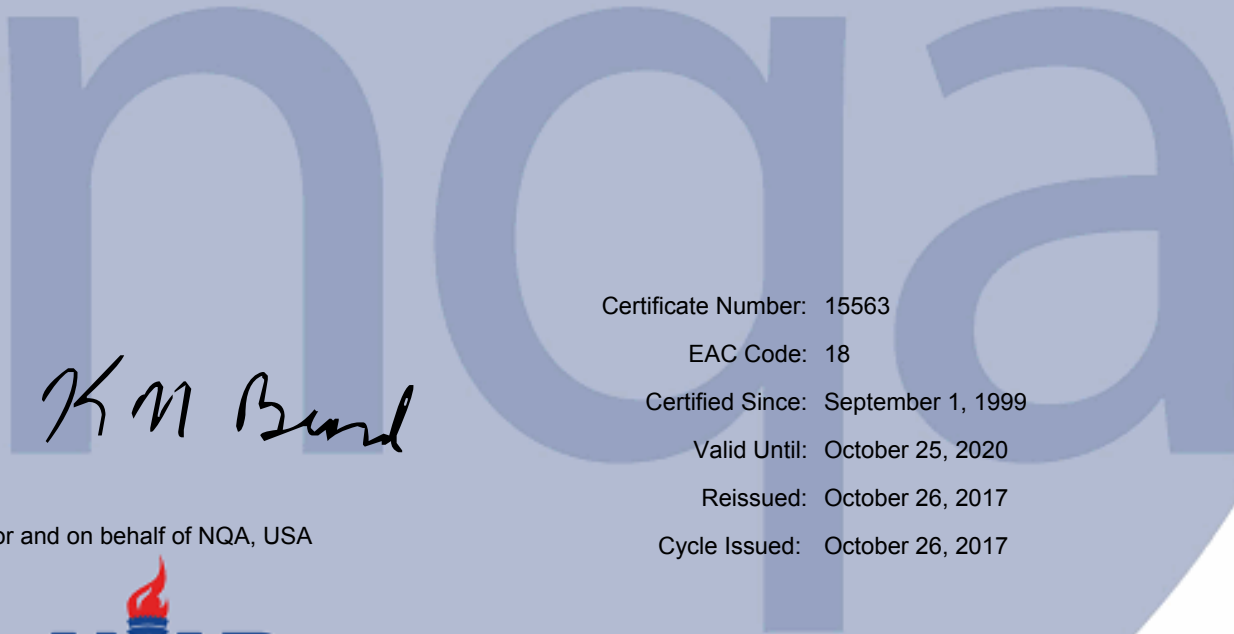 nqa
Certificate Number: 15563
EAC Code: 18
Certified Since: September 1, 1999
Valid Until: October 25, 2020
Reissued: October 26, 2017
Cycle Issued: October 26, 2017
K M Beard
or and on behalf of NQA, USA